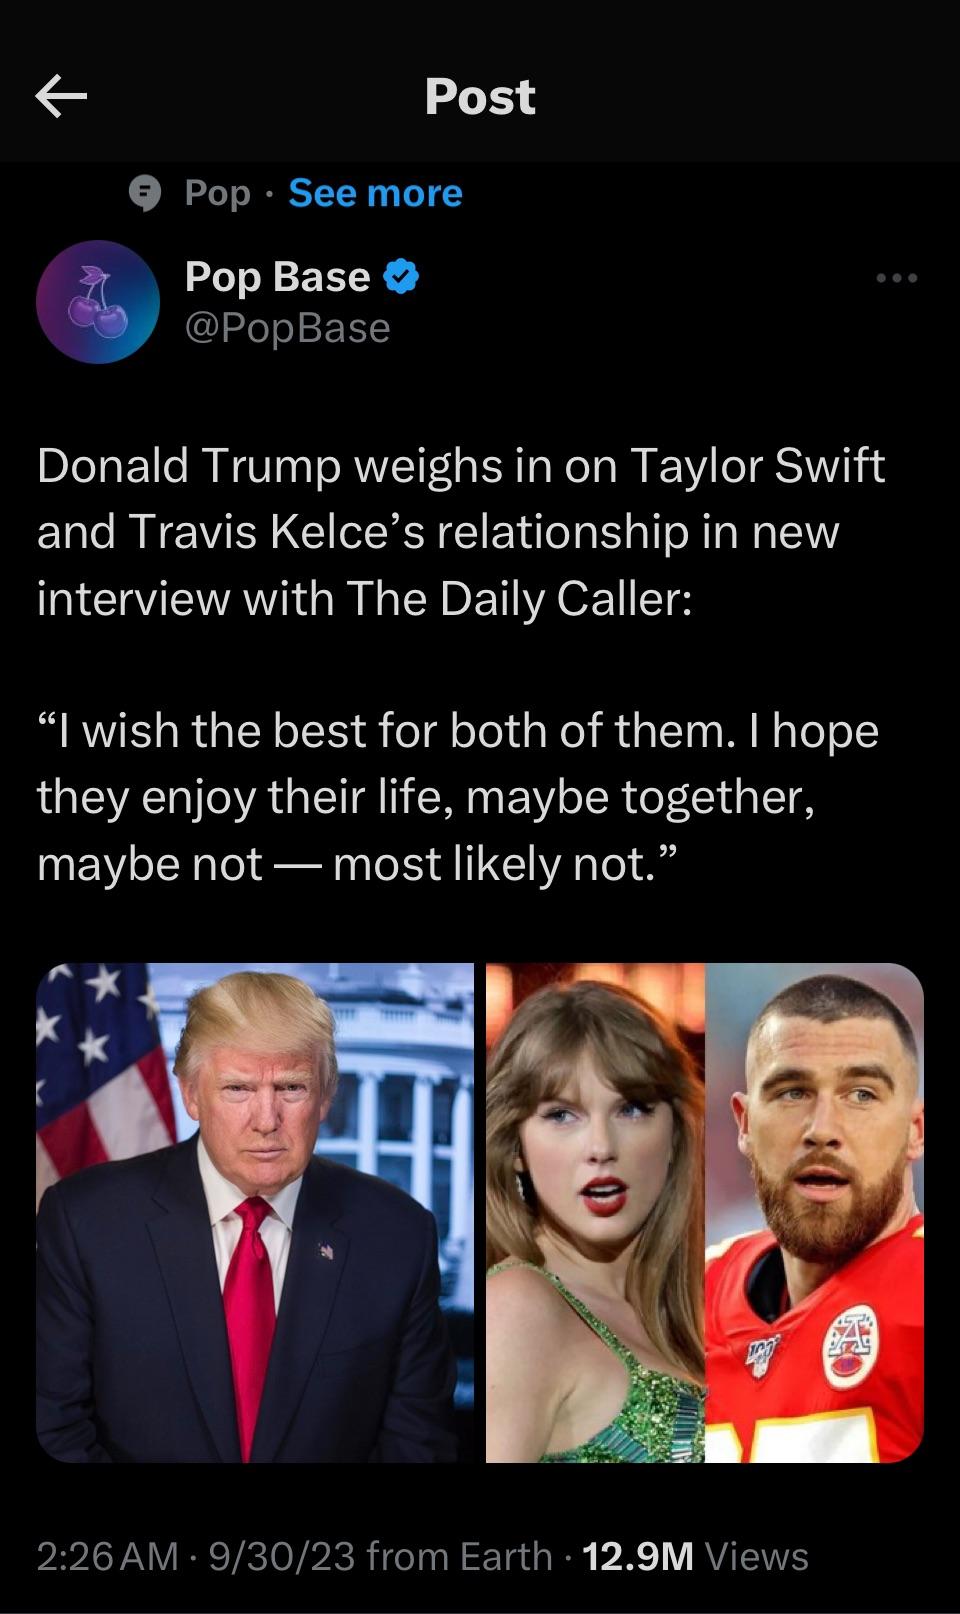 Post
Pop · See more
Pop Base
@PopBase
Donald Trump weighs in on Taylor Swift
and Travis Kelce’s relationship in new
interview with The Daily Caller:
“I wish the best for both of them. I hope
they enjoy their life, maybe together,
maybe not — most likely not.”
2:26 AM · 9/30/23 from Earth · 12.9M Views